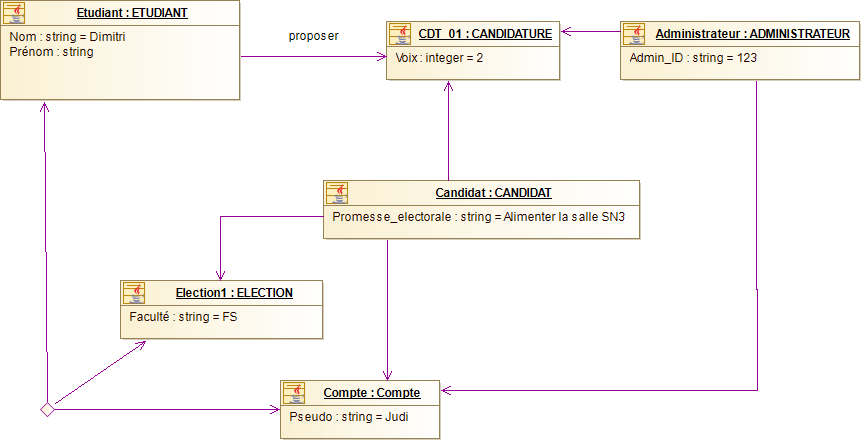 Etudiant : ETUDIANT
Nom : string = Dimitri
Prénom : string
proposer
CDT_01 : CANDIDATURE
Voix : integer = 2
Administrateur : ADMINISTRATEUR
Admin_ID : string = 123
Candidat : CANDIDAT
Promesse_electorale : string = Alimenter la salle SN3
Election1 : ELECTION
Faculté : string = FS
Compte : Compte
Pseudo : string = Judi